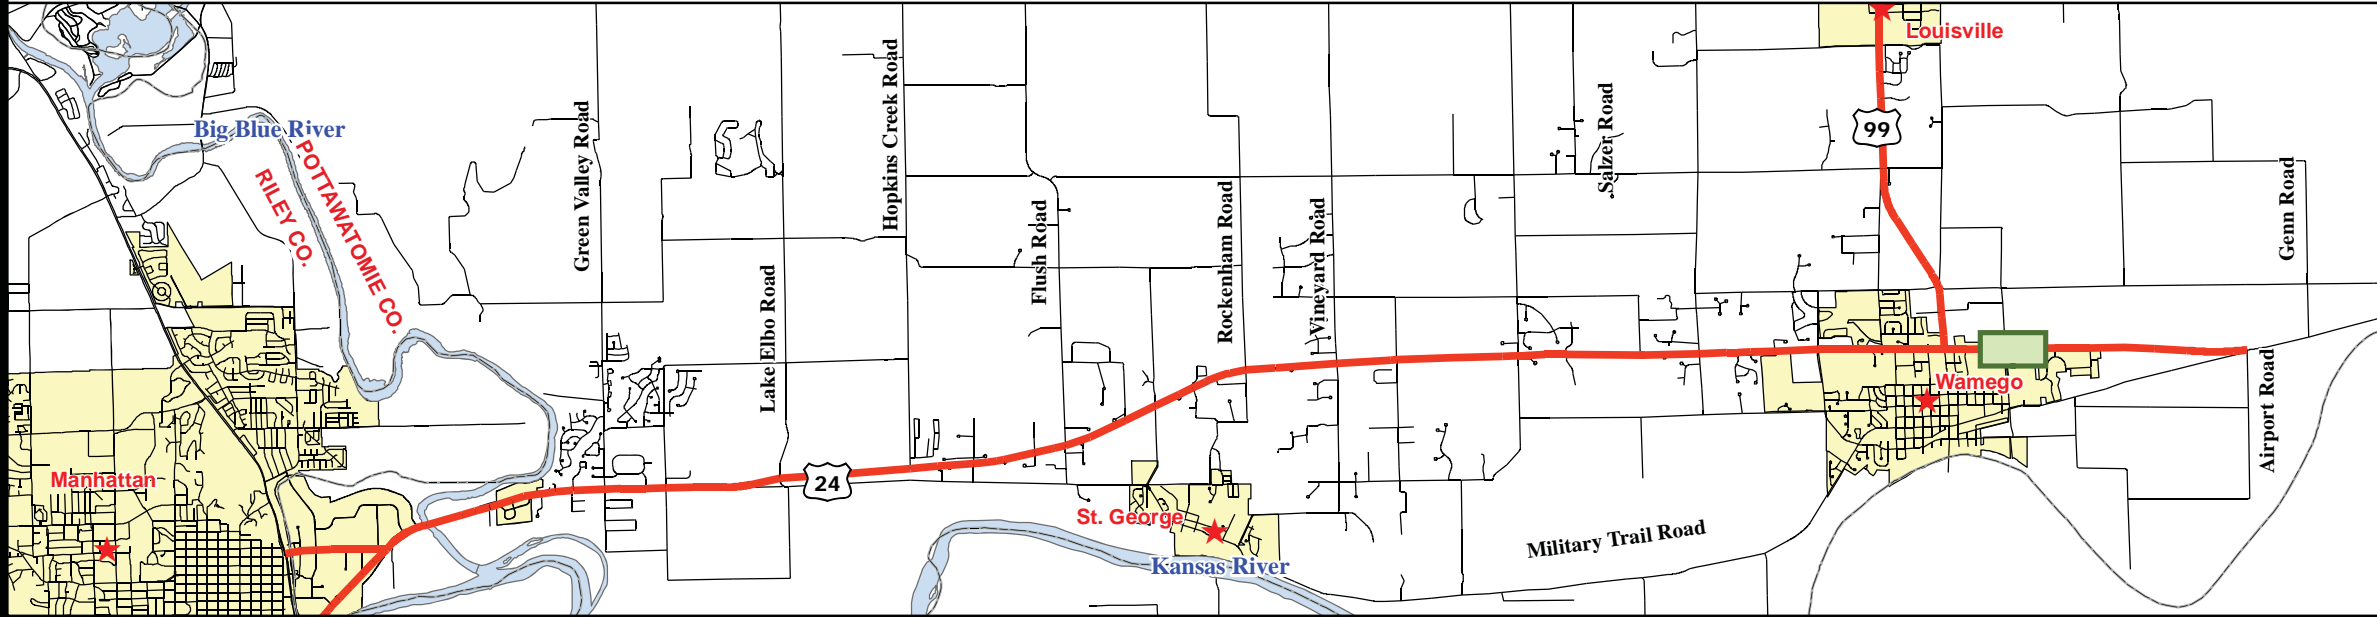 Louisville
99
Big Blue River
POTTAWATOMIE CO.
RILEY CO.
Green Valley Road
Hopkins Creek Road
Salzer Road
Genn Road
Flush Road
Rockenham Road
Vineyard Road
Lake Elbo Road
Wamego
Airport Road
Manhattan
24
St. George
Military Trail Road
Kansas River